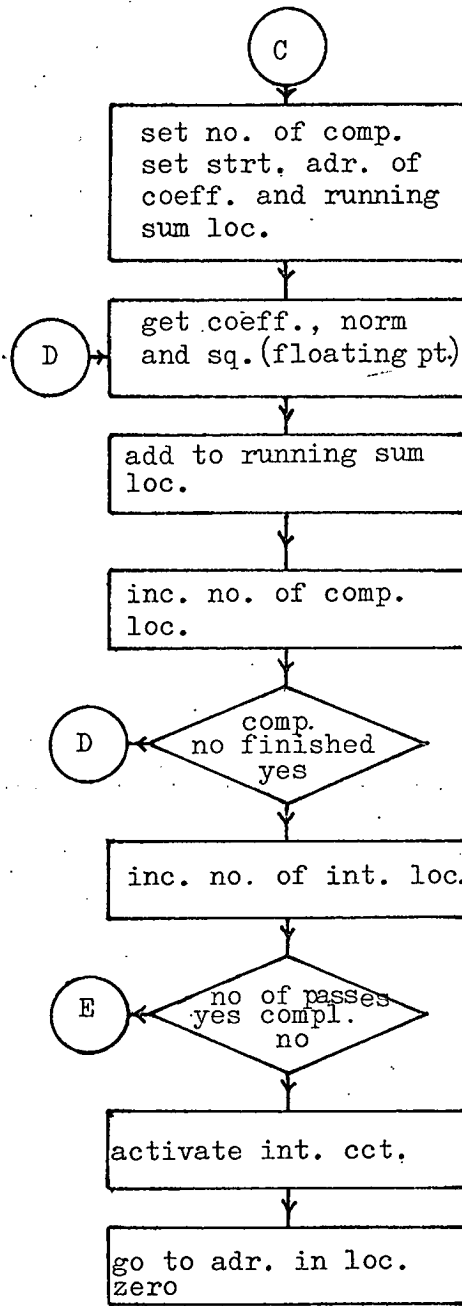 C
set no. of comp.
set strt. adr. of
coeff. and running
sum loc.
D
get coeff., norm
and sq.(floating pt.)
add to running sum
loc.
inc. no. of comp.
loc.
D
comp.
no finished
yes
inc. no. of int. loc.
E
no of passes
yes compl.
no
activate int. cct.
go to adr. in loc.
zero